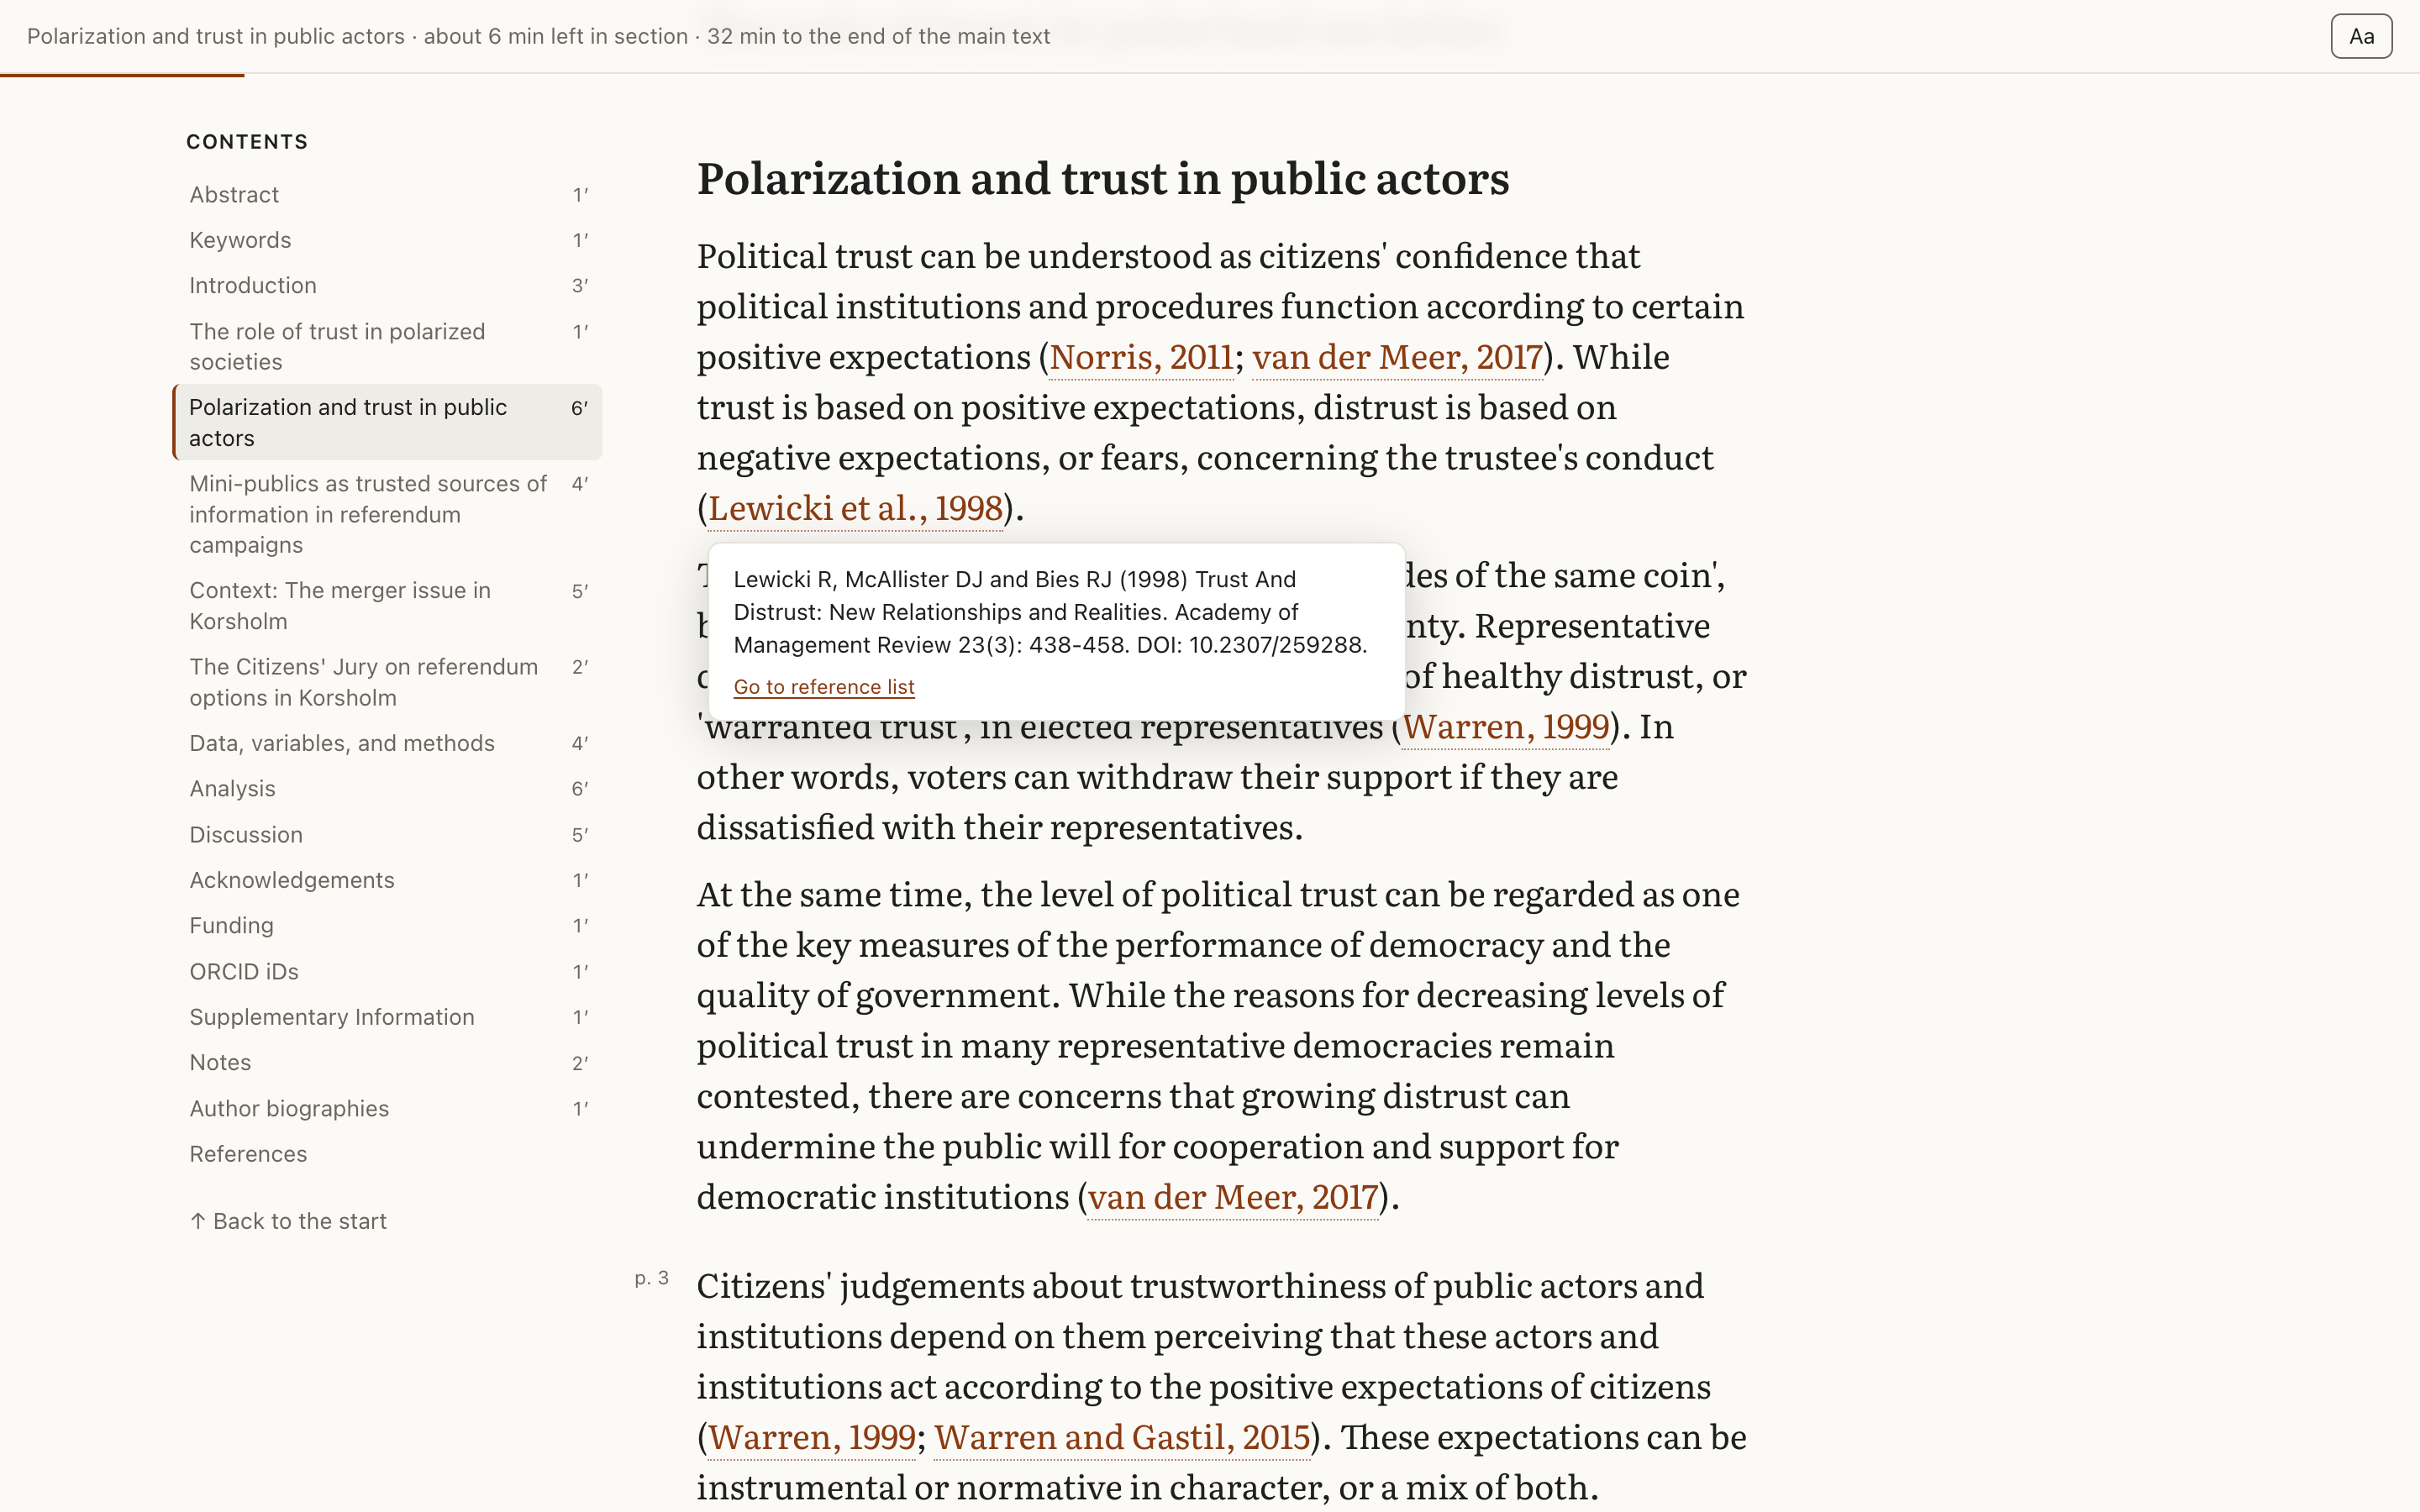 Polarization and trust in public actors · about 6 min left in section · 32 min to the end of the main text
Aa
CONTENTS
Abstract 1′
Keywords 1′
Introduction 3′
The role of trust in polarized 1′
societies
Polarization and trust in public 6′
actors
Mini-publics as trusted sources of 4′
information in referendum
campaigns
Context: The merger issue in 5′
Korsholm
The Citizens' Jury on referendum 2′
options in Korsholm
Data, variables, and methods 4′
Analysis 6′
Discussion 5′
Acknowledgements 1′
Funding 1′
ORCID iDs 1′
Supplementary Information 1′
Notes 2′
Author biographies 1′
References
↑ Back to the start
Polarization and trust in public actors
Political trust can be understood as citizens' confidence that
political institutions and procedures function according to certain
positive expectations (Norris, 2011; van der Meer, 2017). While
trust is based on positive expectations, distrust is based on
negative expectations, or fears, concerning the trustee's conduct
(Lewicki et al., 1998).
Lewicki R, McAllister DJ and Bies RJ (1998) Trust And
Distrust: New Relationships and Realities. Academy of
Management Review 23(3): 438-458. DOI: 10.2307/259288.
Go to reference list
of the same coin',
Representative
of healthy distrust, or
'warranted trust', in elected representatives (Warren, 1999). In
other words, voters can withdraw their support if they are
dissatisfied with their representatives.
At the same time, the level of political trust can be regarded as one
of the key measures of the performance of democracy and the
quality of government. While the reasons for decreasing levels of
political trust in many representative democracies remain
contested, there are concerns that growing distrust can
undermine the public will for cooperation and support for
democratic institutions (van der Meer, 2017).
p. 3
Citizens' judgements about trustworthiness of public actors and
institutions depend on them perceiving that these actors and
institutions act according to the positive expectations of citizens
(Warren, 1999; Warren and Gastil, 2015). These expectations can be
instrumental or normative in character, or a mix of both.